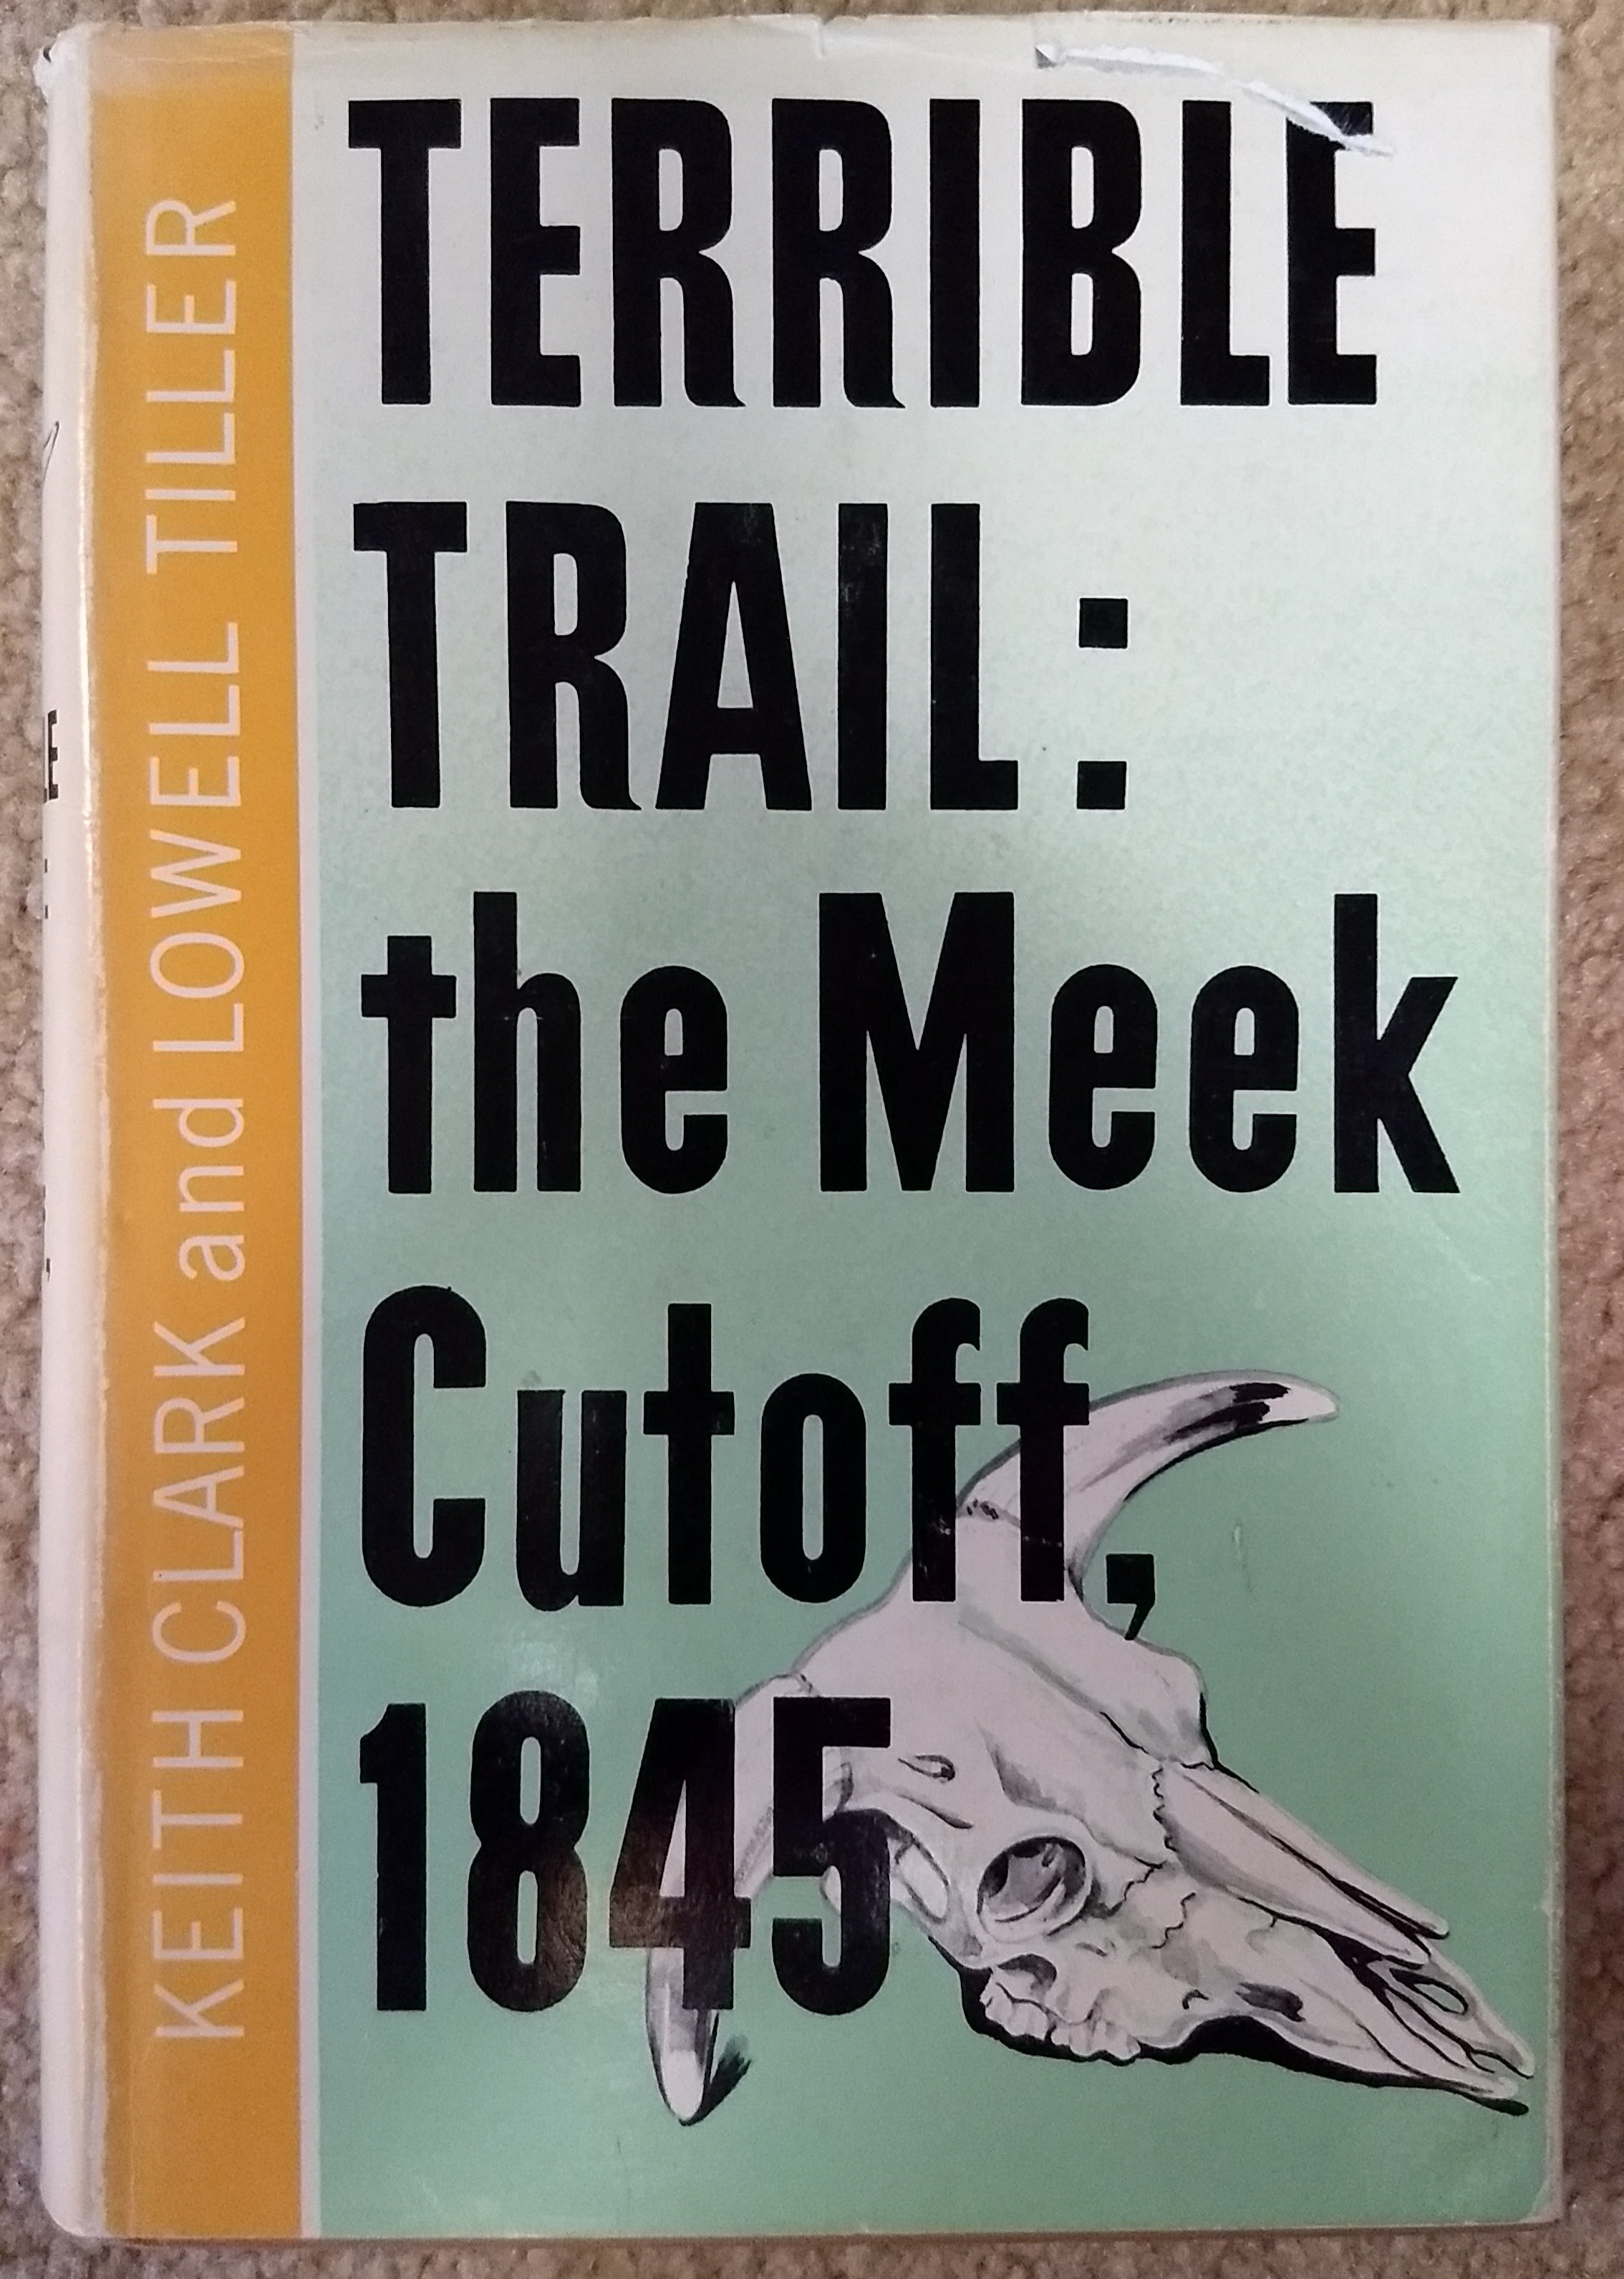 TERRIBLE
TRAIL:
the Meek
Cutoff,
1845
KEITH CLARK and LOWELL TILLER